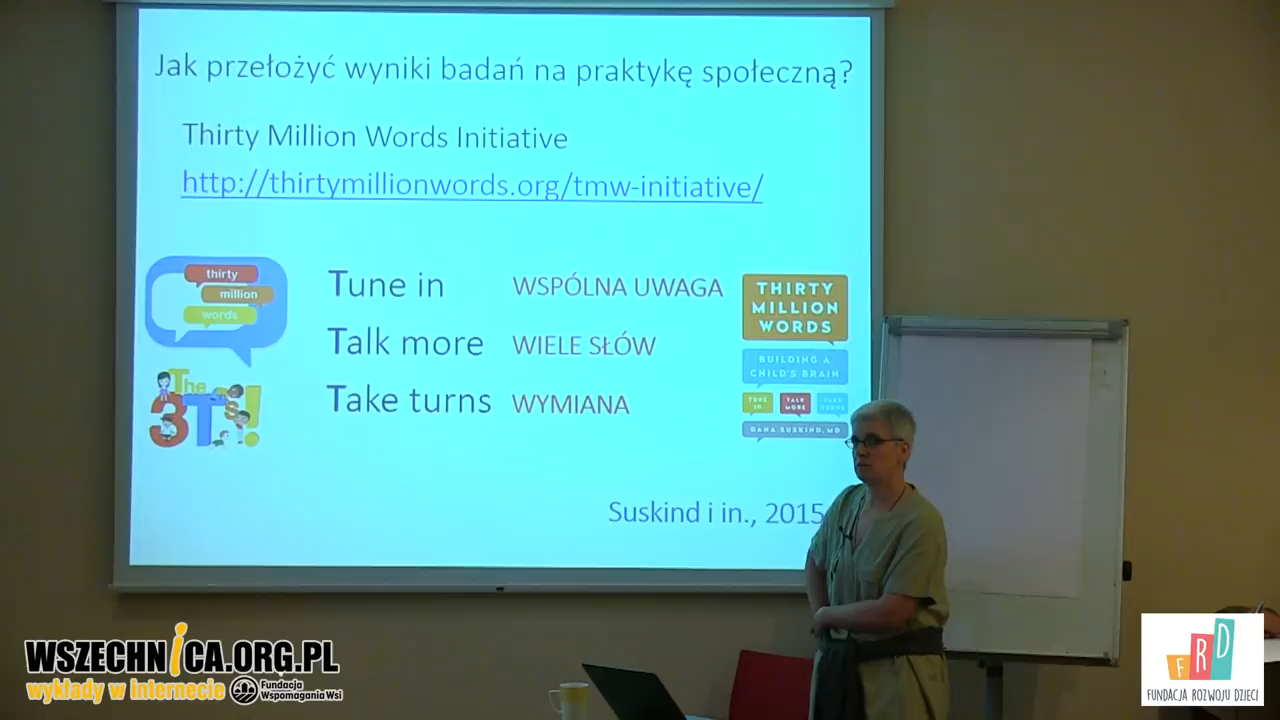 Jak przełożyć wyniki badań na praktykę społeczną?
Thirty Million Words Initiative
http://thirtymillionwords.org/tmw-initiative/
thirty
million
words
The
3Ts!
Tune in WSPÓLNA UWAGA
Talk more WIELE SŁÓW
Take turns WYMIANA
THIRTY
MILLION
WORDS
BUILDING A
CHILD'S BRAIN
TUNE IN
TALK MORE
TAKE TURNS
DANA SUSKIND, MD
Suskind i in., 2015
WSZECHNiCA.ORG.PL
wykłady w internecie
Fundacja
Wspomagania Wsi
FRD
FUNDACJA ROZWOJU DZIECI